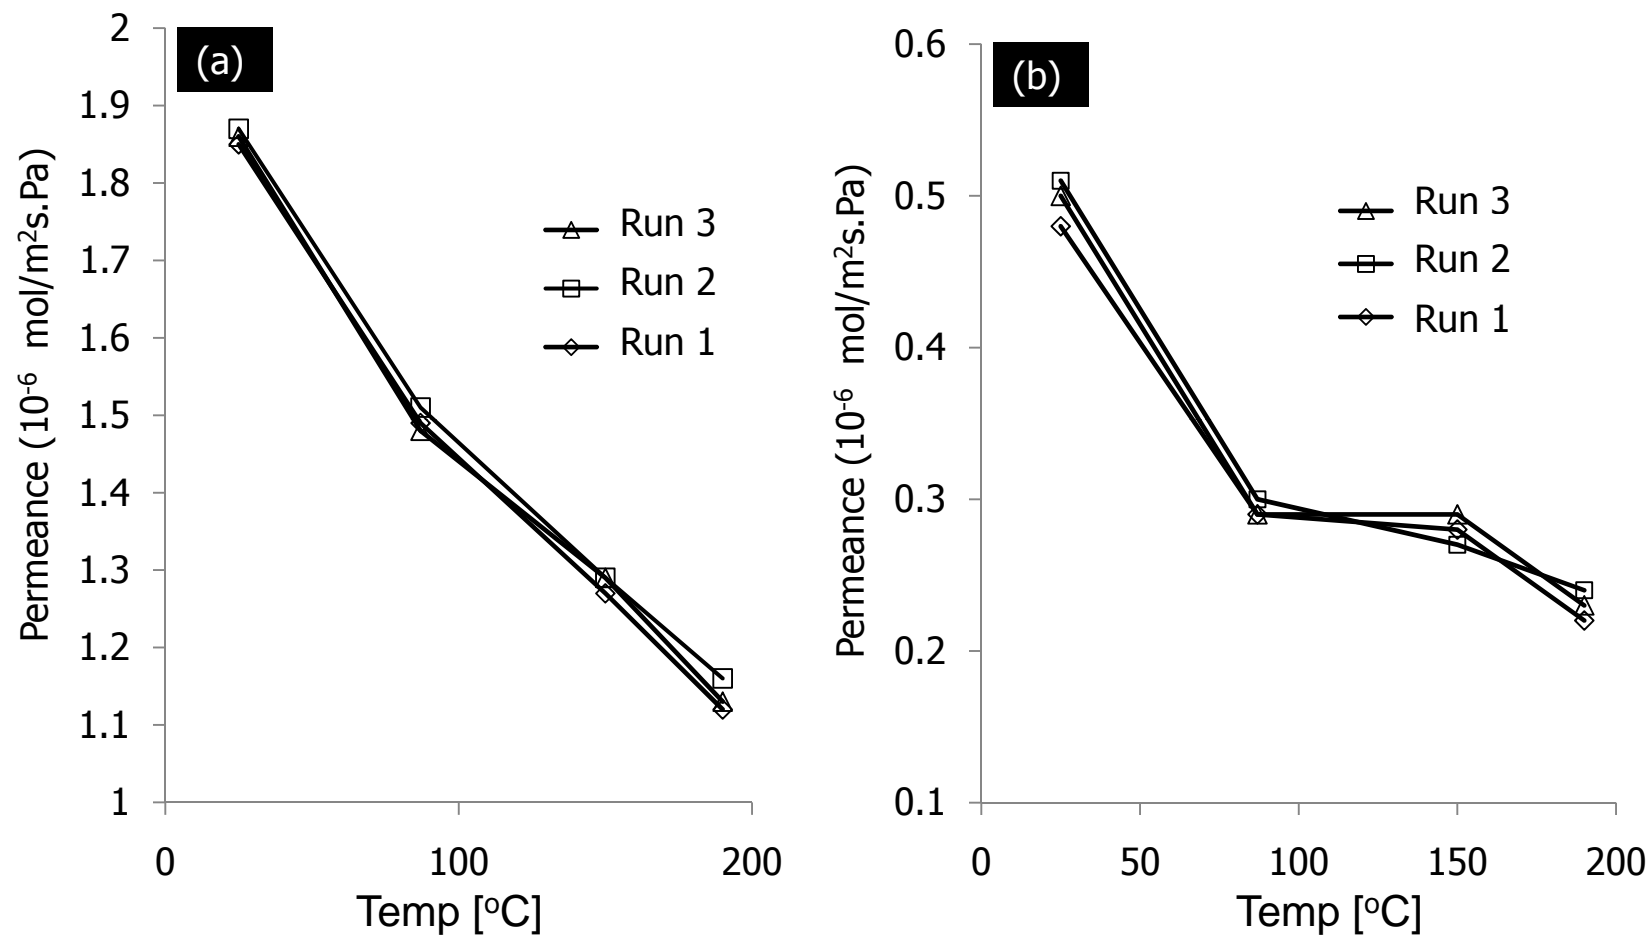 (a)
2
1.9
1.8
1.7
1.6
1.5
1.4
1.3
1.2
1.1
1
0 100 200
Permeance (10⁻⁶ mol/m²s.Pa)
Temp [ºC]
Run 3
Run 2
Run 1
(b)
0.6
0.5
0.4
0.3
0.2
0.1
0 50 100 150 200
Permeance (10⁻⁶ mol/m²s.Pa)
Temp [ºC]
Run 3
Run 2
Run 1